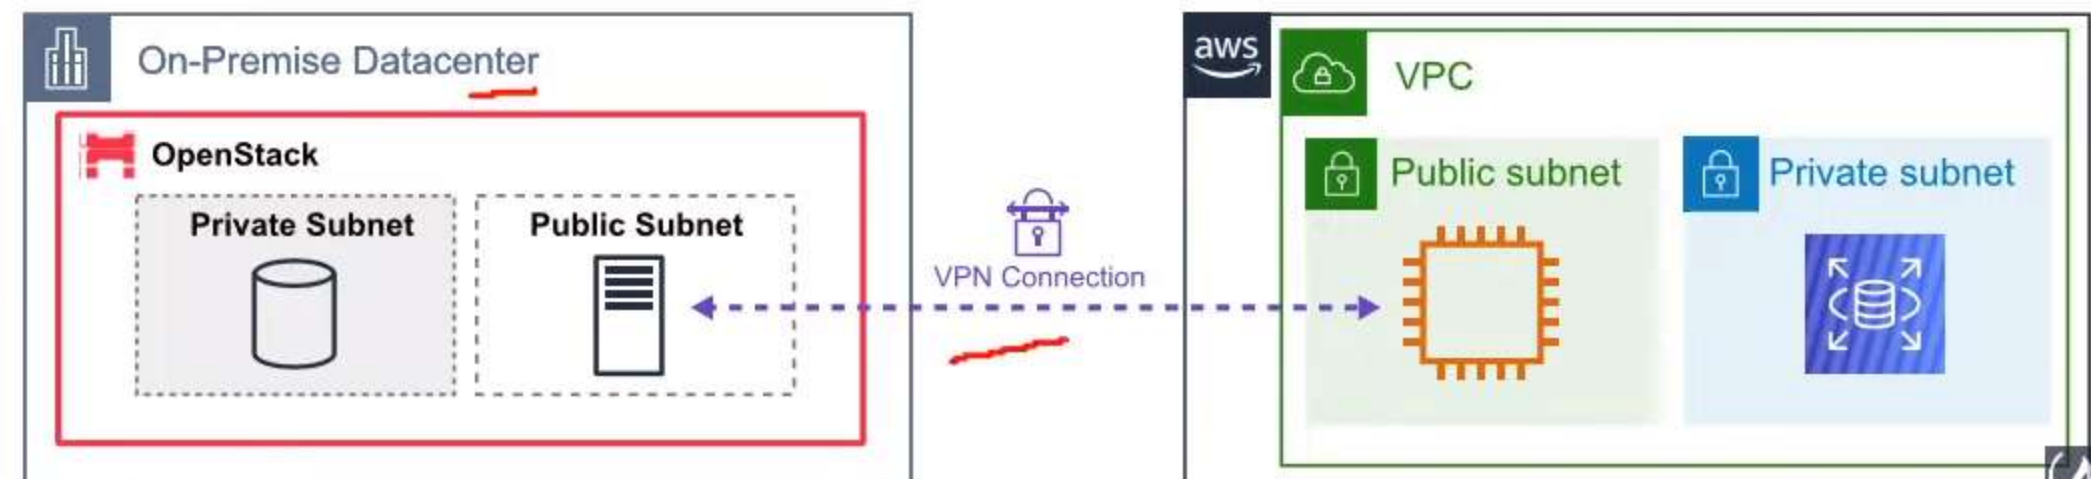 On-Premise Datacenter
OpenStack
Private Subnet
Public Subnet
VPN Connection
aws
VPC
Public subnet
Private subnet